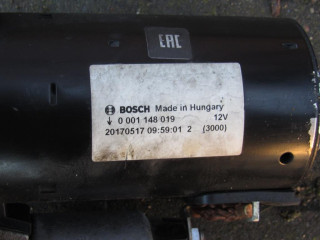 EAC
BOSCH Made in Hungary
↓ 0 001 148 019 12V
20170517 09:59:01 2 (3000)